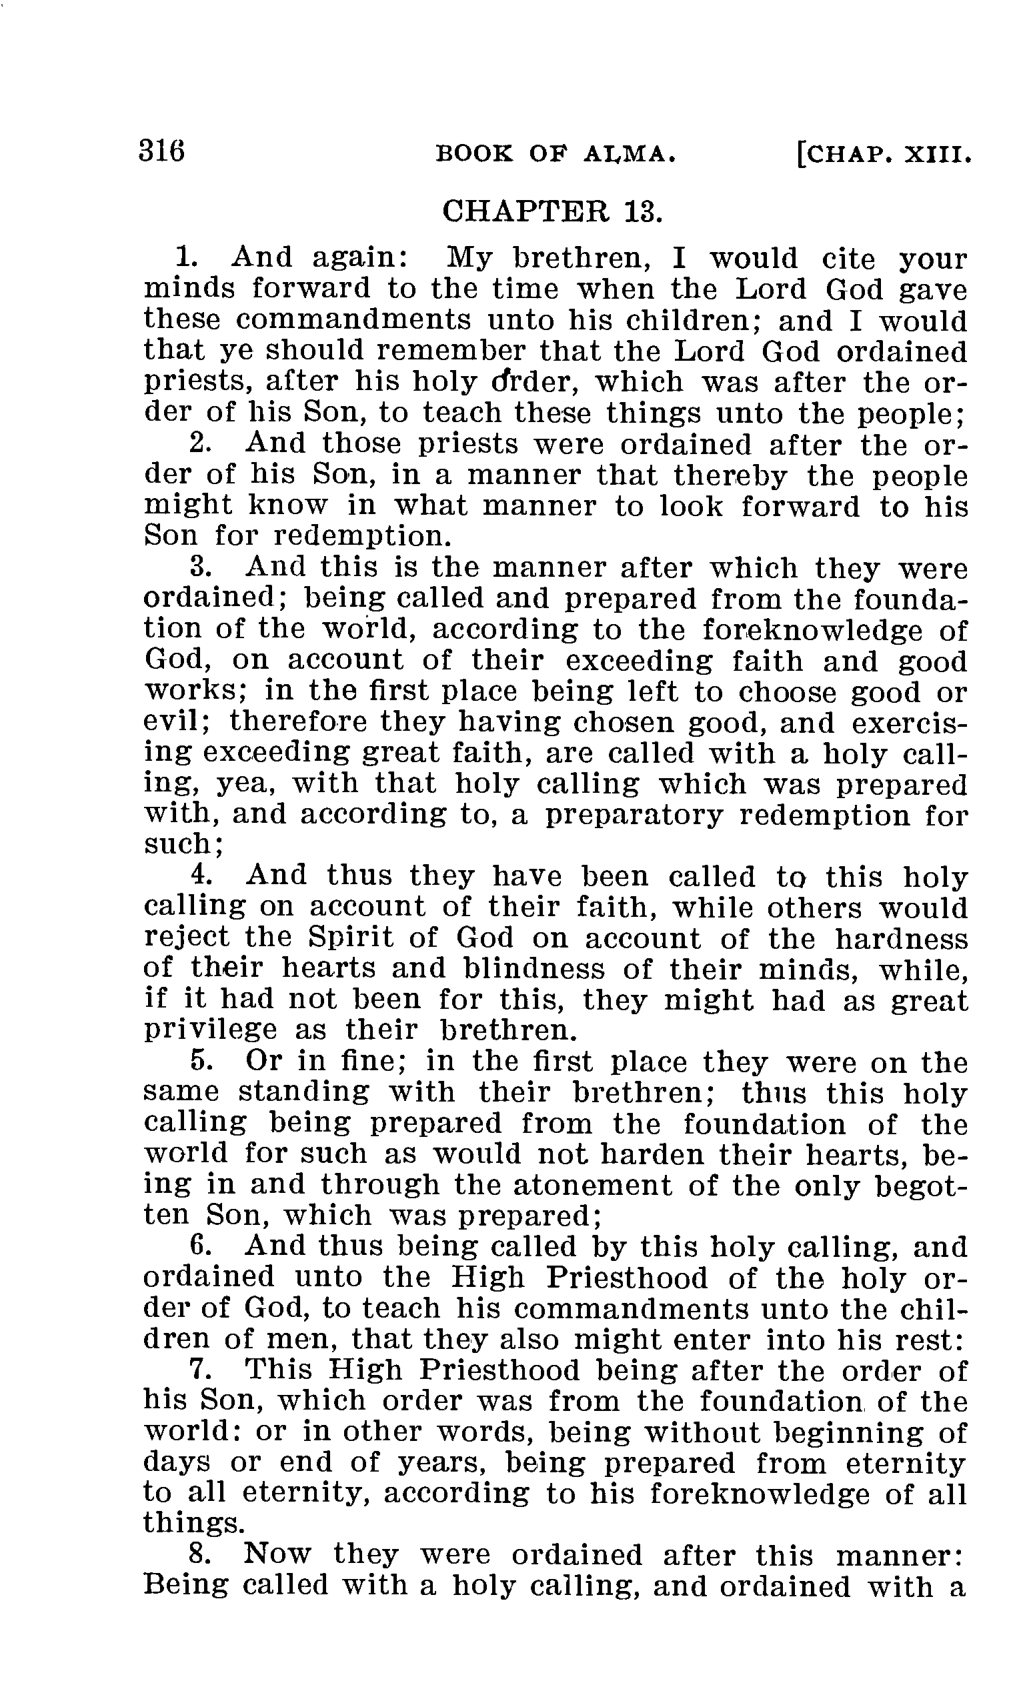 316 BOOK OF ALMA. [CHAP. XIII.
CHAPTER 13.
1. And again: My brethren, I would cite your
minds forward to the time when the Lord God gave
these commandments unto his children; and I would
that ye should remember that the Lord God ordained
priests, after his holy order, which was after the or-
der of his Son, to teach these things unto the people;
2. And those priests were ordained after the or-
der of his Son, in a manner that thereby the people
might know in what manner to look forward to his
Son for redemption.
3. And this is the manner after which they were
ordained; being called and prepared from the founda-
tion of the world, according to the foreknowledge of
God, on account of their exceeding faith and good
works; in the first place being left to choose good or
evil; therefore they having chosen good, and exercis-
ing exceeding great faith, are called with a holy call-
ing, yea, with that holy calling which was prepared
with, and according to, a preparatory redemption for
such;
4. And thus they have been called to this holy
calling on account of their faith, while others would
reject the Spirit of God on account of the hardness
of their hearts and blindness of their minds, while,
if it had not been for this, they might had as great
privilege as their brethren.
5. Or in fine; in the first place they were on the
same standing with their brethren; thus this holy
calling being prepared from the foundation of the
world for such as would not harden their hearts, be-
ing in and through the atonement of the only begot-
ten Son, which was prepared;
6. And thus being called by this holy calling, and
ordained unto the High Priesthood of the holy or-
der of God, to teach his commandments unto the chil-
dren of men, that they also might enter into his rest:
7. This High Priesthood being after the order of
his Son, which order was from the foundation of the
world: or in other words, being without beginning of
days or end of years, being prepared from eternity
to all eternity, according to his foreknowledge of all
things.
8. Now they were ordained after this manner:
Being called with a holy calling, and ordained with a